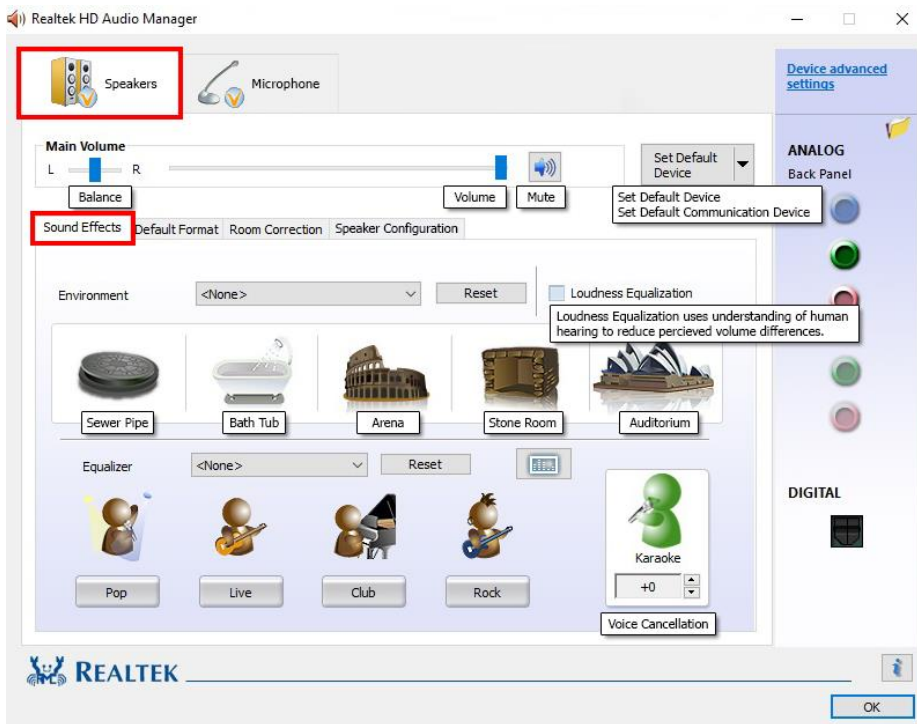 Realtek HD Audio Manager
Speakers
Microphone
Device advanced
settings
Main Volume
L
R
Balance
Volume
Mute
Set Default
Device
Set Default Device
Set Default Communication Device
ANALOG
Back Panel
Sound Effects
Default Format
Room Correction
Speaker Configuration
Environment
<None>
Reset
Loudness Equalization
Loudness Equalization uses understanding of human
hearing to reduce percieved volume differences.
Sewer Pipe
Bath Tub
Arena
Stone Room
Auditorium
Equalizer
<None>
Reset
DIGITAL
Karaoke
+0
Pop
Live
Club
Rock
Voice Cancellation
REALTEK
i
OK